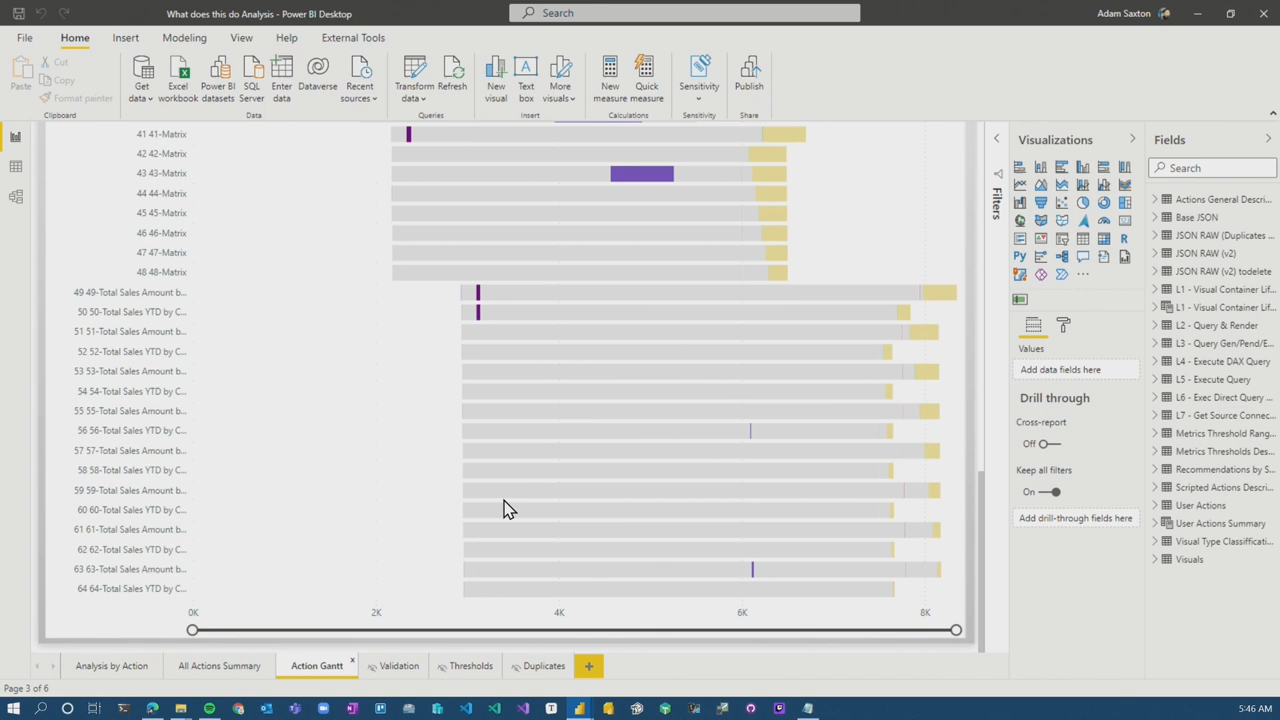 What does this do Analysis - Power BI Desktop
Search
Adam Saxton
File Home Insert Modeling View Help External Tools
Paste
Cut
Copy
Format painter
Clipboard
Get data
Excel workbook
Power BI datasets
SQL Server
Enter data
Dataverse
Recent sources
Data
Transform data
Refresh
Queries
New visual
Text box
More visuals
Insert
New measure
Quick measure
Calculations
Sensitivity
Sensitivity
Publish
Share
41 41-Matrix
42 42-Matrix
43 43-Matrix
44 44-Matrix
45 45-Matrix
46 46-Matrix
47 47-Matrix
48 48-Matrix
49 49-Total Sales Amount b...
50 50-Total Sales YTD by C...
51 51-Total Sales Amount b...
52 52-Total Sales YTD by C...
53 53-Total Sales Amount b...
54 54-Total Sales YTD by C...
55 55-Total Sales Amount b...
56 56-Total Sales YTD by C...
57 57-Total Sales Amount b...
58 58-Total Sales YTD by C...
59 59-Total Sales Amount b...
60 60-Total Sales YTD by C...
61 61-Total Sales Amount b...
62 62-Total Sales YTD by C...
63 63-Total Sales Amount b...
64 64-Total Sales YTD by C...
0K 2K 4K 6K 8K
Filters
Visualizations
R
Py
Values
Add data fields here
Drill through
Cross-report
Off
Keep all filters
On
Add drill-through fields here
Fields
Search
Actions General Descri...
Base JSON
JSON RAW (Duplicates ...
JSON RAW (v2)
JSON RAW (v2) todelete
L1 - Visual Container Lif...
L1 - Visual Container Lif...
L2 - Query & Render
L3 - Query Gen/Pend/E...
L4 - Execute DAX Query
L5 - Execute Query
L6 - Exec Direct Query ...
L7 - Get Source Connec...
Metrics Threshold Rang...
Metrics Thresholds Des...
Recommendations by S...
Scripted Actions Descri...
User Actions
User Actions Summary
Visual Type Classiffcati...
Visuals
Analysis by Action All Actions Summary Action Gantt x Validation Thresholds Duplicates +
Page 3 of 6
5:46 AM